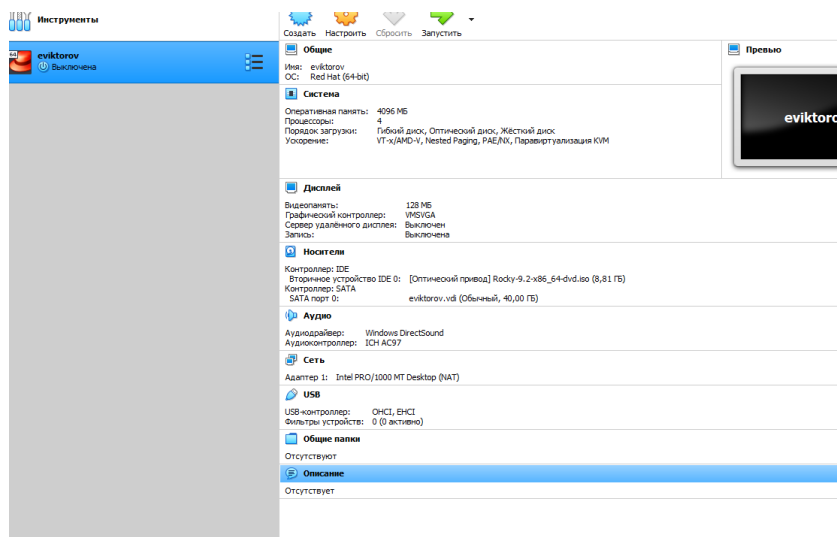 Инструменты
Создать Настроить Сбросить Запустить
64
eviktorov
Выключена
Общие
Имя: eviktorov
ОС: Red Hat (64-bit)
Система
Оперативная память: 4096 МБ
Процессоры: 4
Порядок загрузки: Гибкий диск, Оптический диск, Жёсткий диск
Ускорение: VT-x/AMD-V, Nested Paging, PAE/NX, Паравиртуализация KVM
Превью
eviktoro
Дисплей
Видеопамять: 128 МБ
Графический контроллер: VMSVGA
Сервер удалённого дисплея: Выключен
Запись: Выключена
Носители
Контроллер: IDE
Вторичное устройство IDE 0: [Оптический привод] Rocky-9.2-x86_64-dvd.iso (8,81 ГБ)
Контроллер: SATA
SATA порт 0: eviktorov.vdi (Обычный, 40,00 ГБ)
Аудио
Аудиодрайвер: Windows DirectSound
Аудиоконтроллер: ICH AC97
Сеть
Адаптер 1: Intel PRO/1000 MT Desktop (NAT)
USB
USB-контроллер: OHCI, EHCI
Фильтры устройств: 0 (0 активно)
Общие папки
Отсутствуют
Описание
Отсутствует